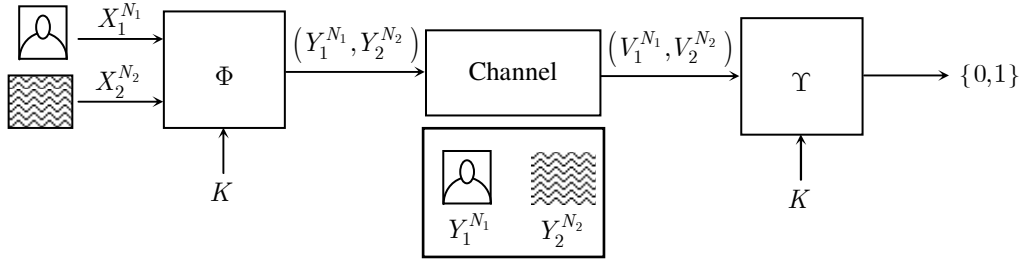 X_1^{N_1}
X_2^{N_2}
Φ
K
(Y_1^{N_1}, Y_2^{N_2})
Channel
(V_1^{N_1}, V_2^{N_2})
ϒ
K
{0,1}
Y_1^{N_1}
Y_2^{N_2}